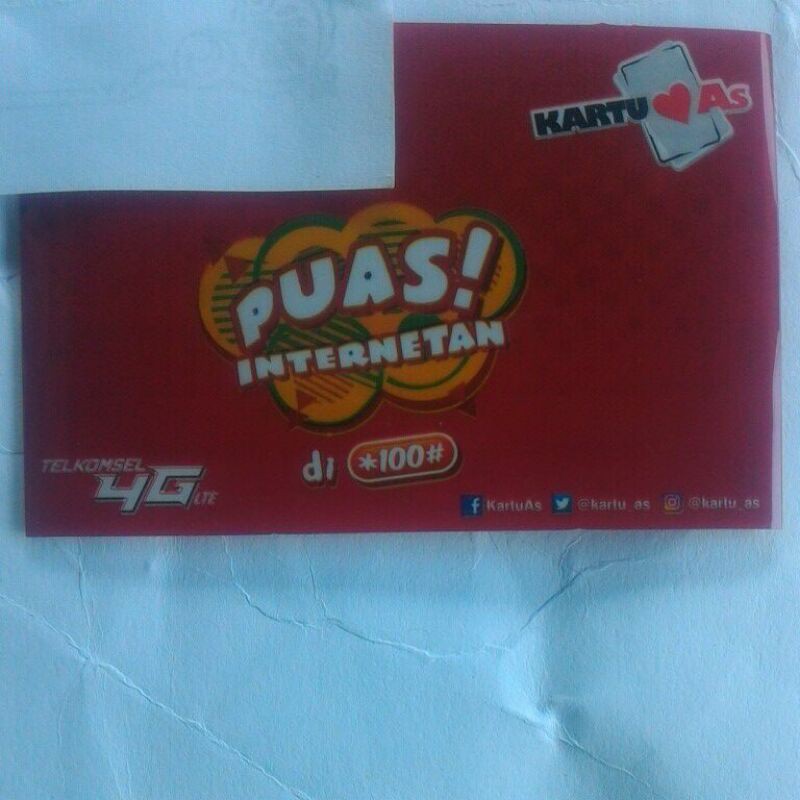 KARTU As
PUAS!
INTERNETAN
di *100#
TELKOMSEL
4G LTE
KartuAs @kartu_as @kartu_as